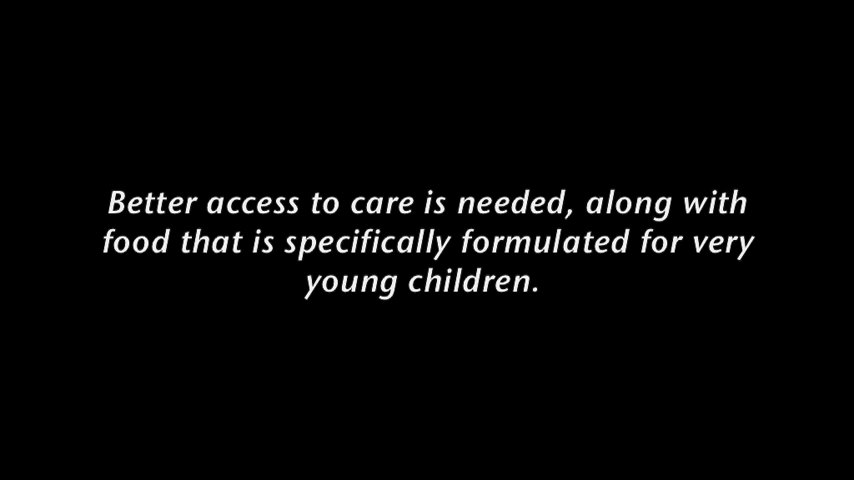 Better access to care is needed, along with
food that is specifically formulated for very
young children.